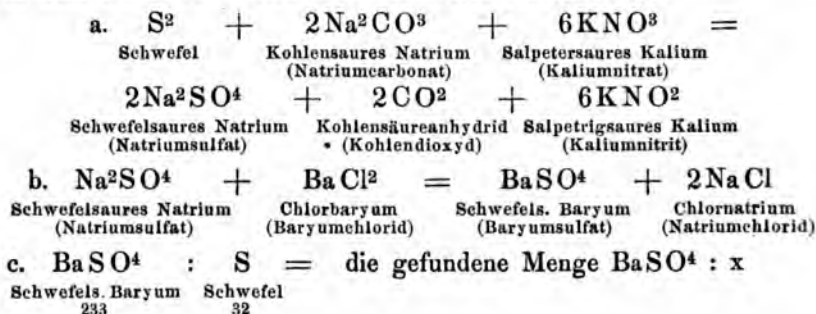 a. S² + 2Na²CO³ + 6KNO³ =
Schwefel Kohlensaures Natrium Salpetersaures Kalium
(Natriumcarbonat) (Kaliumnitrat)
2Na²SO⁴ + 2CO² + 6KNO²
Schwefelsaures Natrium Kohlensäureanhydrid Salpetrigsaures Kalium
(Natriumsulfat) • (Kohlendioxyd) (Kaliumnitrit)
b. Na²SO⁴ + BaCl² = BaSO⁴ + 2NaCl
Schwefelsaures Natrium Chlorbaryum Schwefels. Baryum Chlornatrium
(Natriumsulfat) (Baryumchlorid) (Baryumsulfat) (Natriumchlorid)
c. BaSO⁴ : S = die gefundene Menge BaSO⁴ : x
Schwefels. Baryum Schwefel
233 32